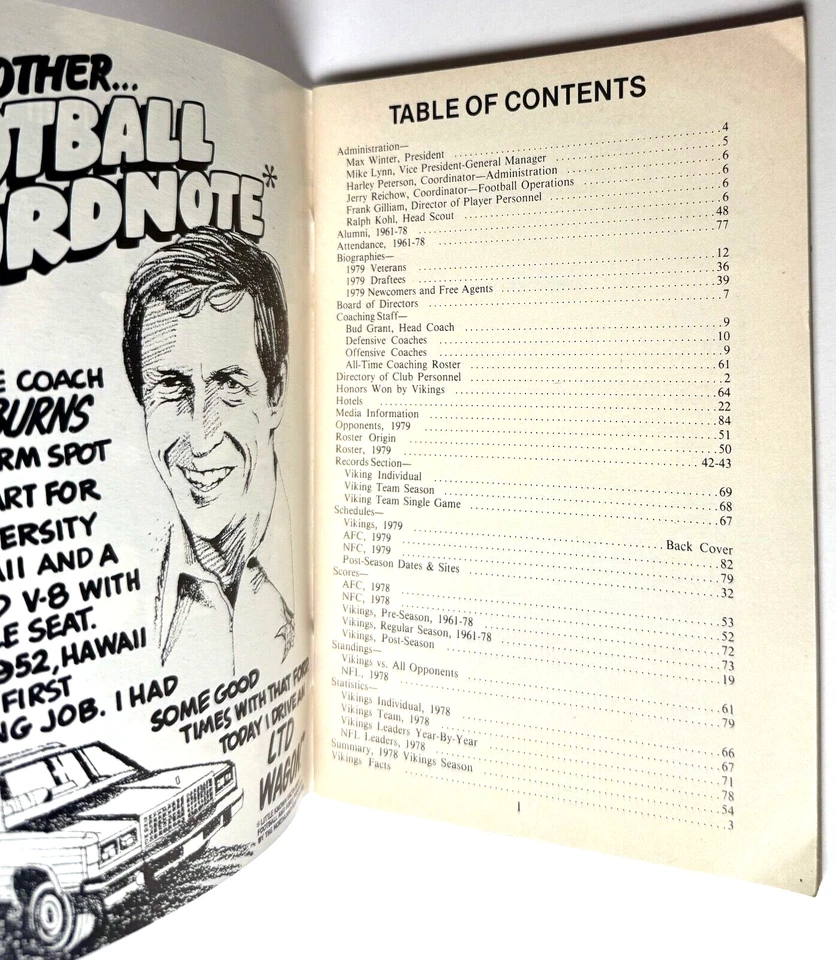 OTHER...
TBALL
RDNOTE*
COACH
BURNS
RM SPOT
ART FOR
ERSITY
AII AND A
V-8 WITH
LE SEAT.
952, HAWAII
FIRST
NG JOB. I HAD
SOME GOOD
TIMES WITH THAT FORD.
TODAY I DRIVE AN
LTD
WAGON
TABLE OF CONTENTS
Administration—
Max Winter, President 4
Mike Lynn, Vice President-General Manager 5
Harley Peterson, Coordinator—Administration 6
Jerry Reichow, Coordinator—Football Operations 6
Frank Gilliam, Director of Player Personnel 6
Ralph Kohl, Head Scout 6
Alumni, 1961-78 48
Attendance, 1961-78 77
Biographies—
1979 Veterans 12
1979 Draftees 36
1979 Newcomers and Free Agents 39
Board of Directors 7
Coaching Staff—
Bud Grant, Head Coach 9
Defensive Coaches 10
Offensive Coaches 9
All-Time Coaching Roster 61
Directory of Club Personnel 2
Honors Won by Vikings 64
Hotels 22
Media Information 84
Opponents, 1979 51
Roster Origin 50
Roster, 1979 42-43
Records Section—
Viking Individual 69
Viking Team Season 68
Viking Team Single Game 67
Schedules—
Vikings, 1979 Back Cover
AFC, 1979 82
NFC, 1979 79
Post-Season Dates & Sites 32
Scores—
AFC, 1978 53
NFC, 1978 52
Vikings, Pre-Season, 1961-78 72
Vikings, Regular Season, 1961-78 73
Vikings, Post-Season 19
Standings—
Vikings vs. All Opponents 61
NFL, 1978 79
Statistics—
Vikings Individual, 1978 66
Vikings Team, 1978 67
Vikings Leaders Year-By-Year 71
NFL Leaders, 1978 78
Summary, 1978 Vikings Season 54
Vikings Facts 3
1